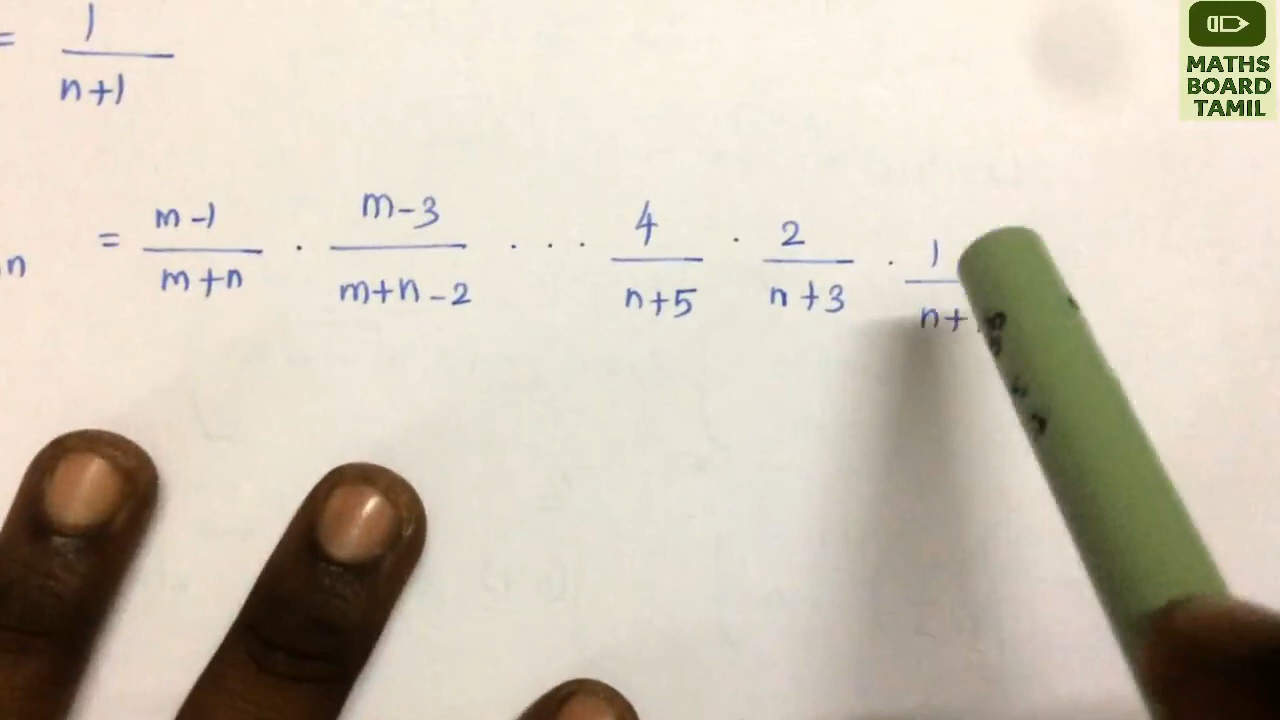 = 1/(n+1)
n = (m-1)/(m+n) . (m-3)/(m+n-2) . . . 4/(n+5) . 2/(n+3) . 1/(n+
MATHS
BOARD
TAMIL